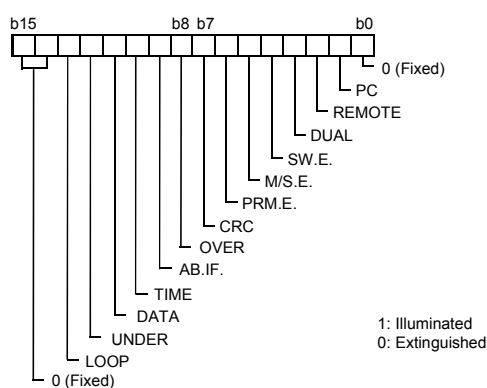 b15 b8 b7 b0
0 (Fixed)
PC
REMOTE
DUAL
SW.E.
M/S.E.
PRM.E.
CRC
OVER
AB.IF.
TIME
DATA
UNDER
LOOP
0 (Fixed)
1: Illuminated
0: Extinguished